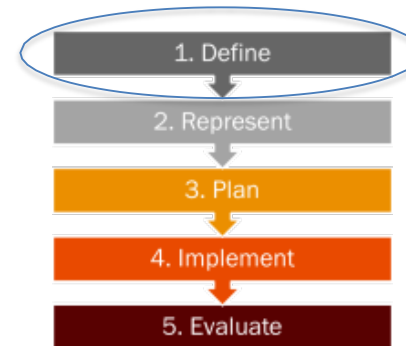 1. Define
2. Represent
3. Plan
4. Implement
5. Evaluate